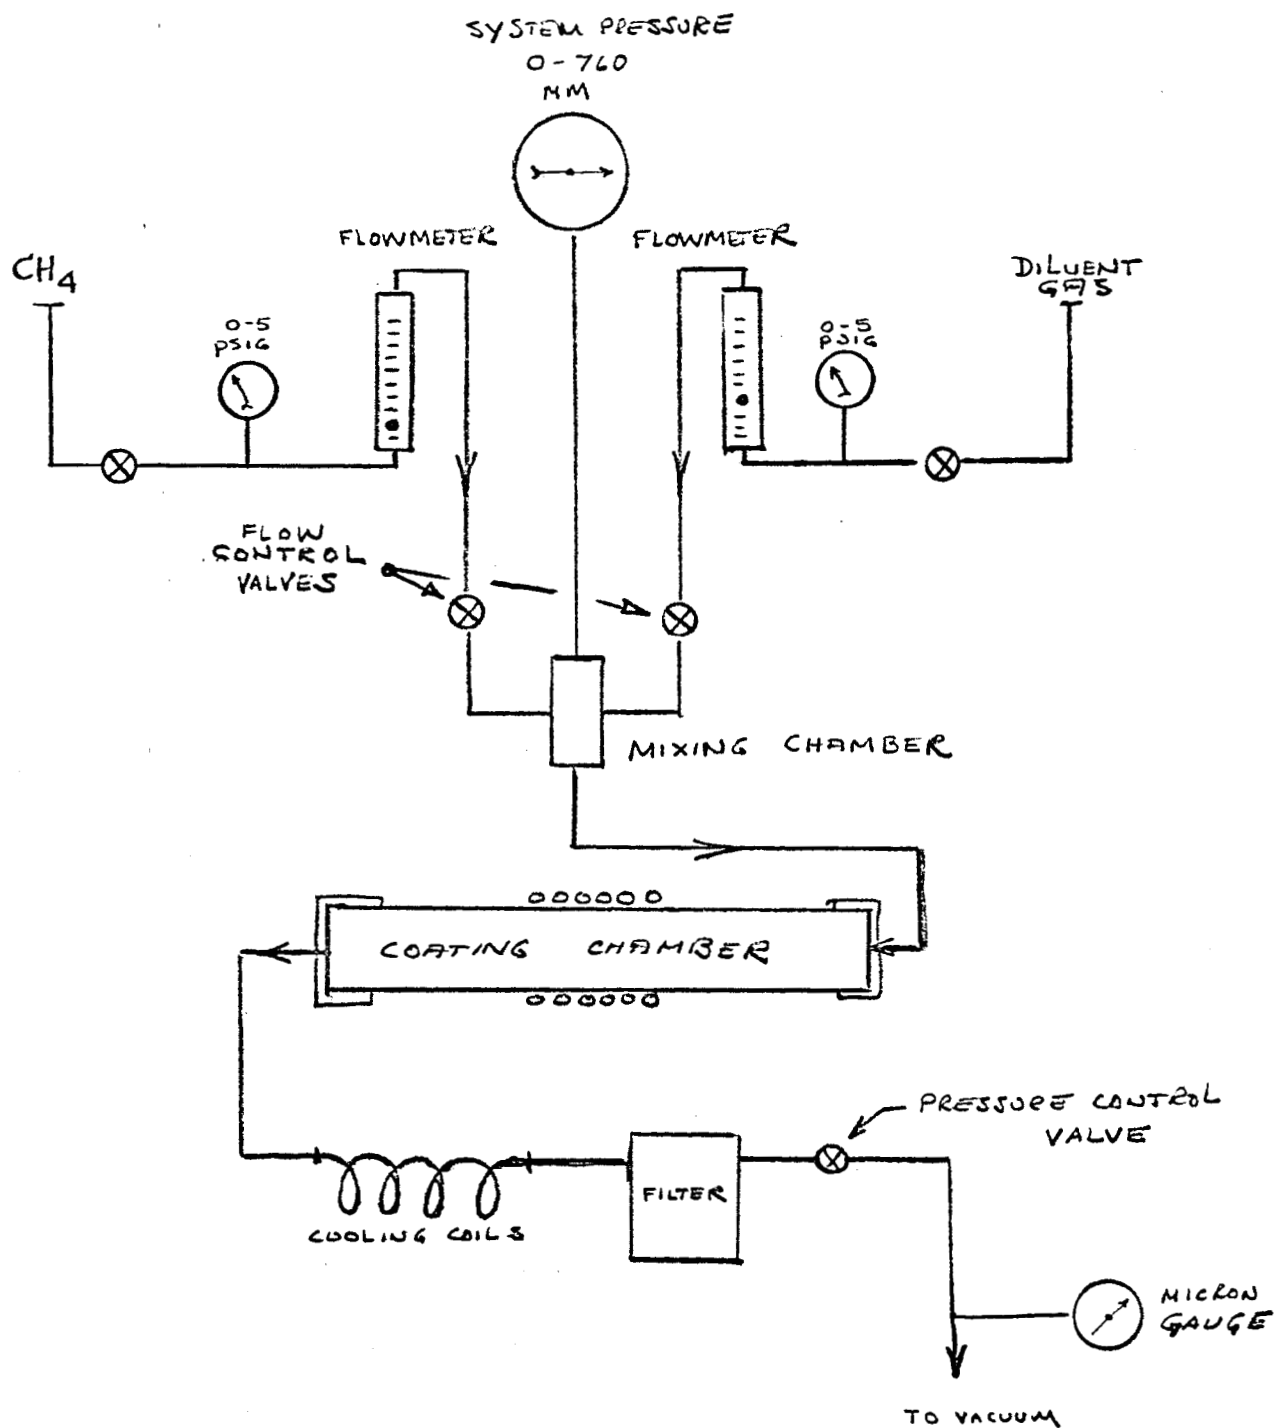 SYSTEM PRESSURE
0-760
MM
FLOWMETER
FLOWMETER
CH4
DILUENT
GAS
0-5
PSIG
0-5
PSIG
FLOW
CONTROL
VALVES
MIXING CHAMBER
COATING CHAMBER
PRESSURE CONTROL
VALVE
FILTER
COOLING COILS
MICRON
GAUGE
TO VACUUM